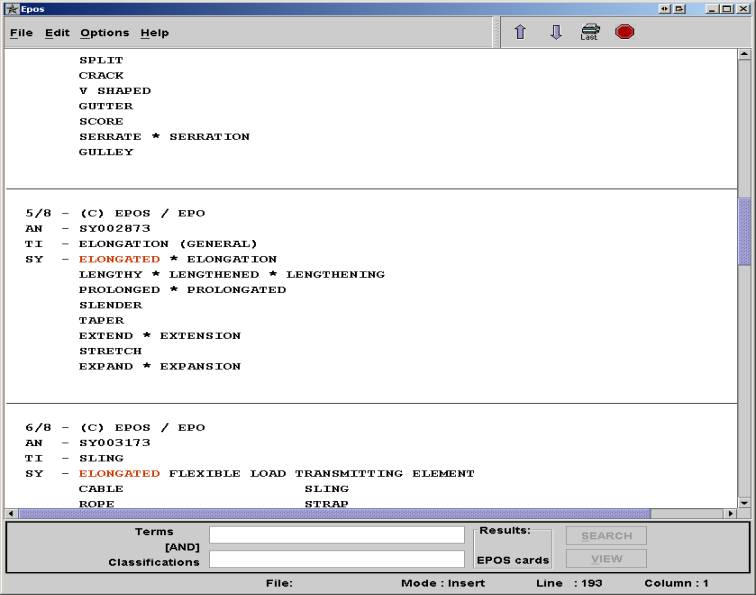 Epos
File Edit Options Help
Last
SPLIT
CRACK
V SHAPED
GUTTER
SCORE
SERRATE * SERRATION
GULLEY
5/8 - (C) EPOS / EPO
AN - SY002873
TI - ELONGATION (GENERAL)
SY - ELONGATED * ELONGATION
LENGTHY * LENGTHENED * LENGTHENING
PROLONGED * PROLONGATED
SLENDER
TAPER
EXTEND * EXTENSION
STRETCH
EXPAND * EXPANSION
6/8 - (C) EPOS / EPO
AN - SY003173
TI - SLING
SY - ELONGATED FLEXIBLE LOAD TRANSMITTING ELEMENT
CABLE SLING
ROPE STRAP
Terms
[AND]
Classifications
Results:
EPOS cards
SEARCH
VIEW
File: Mode : Insert Line : 193 Column : 1